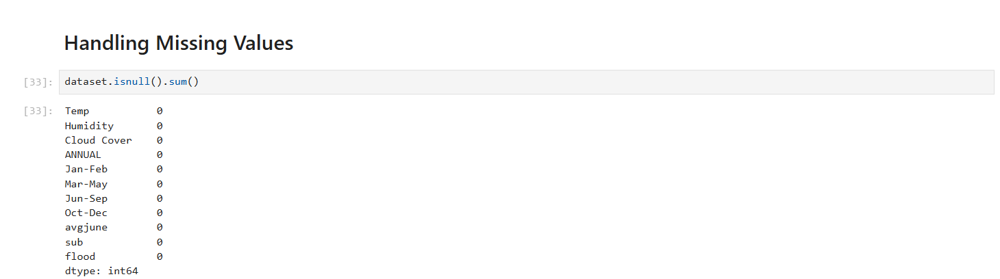 Handling Missing Values
[33]: dataset.isnull().sum()
[33]: Temp 0
Humidity 0
Cloud Cover 0
ANNUAL 0
Jan-Feb 0
Mar-May 0
Jun-Sep 0
Oct-Dec 0
avgjune 0
sub 0
flood 0
dtype: int64